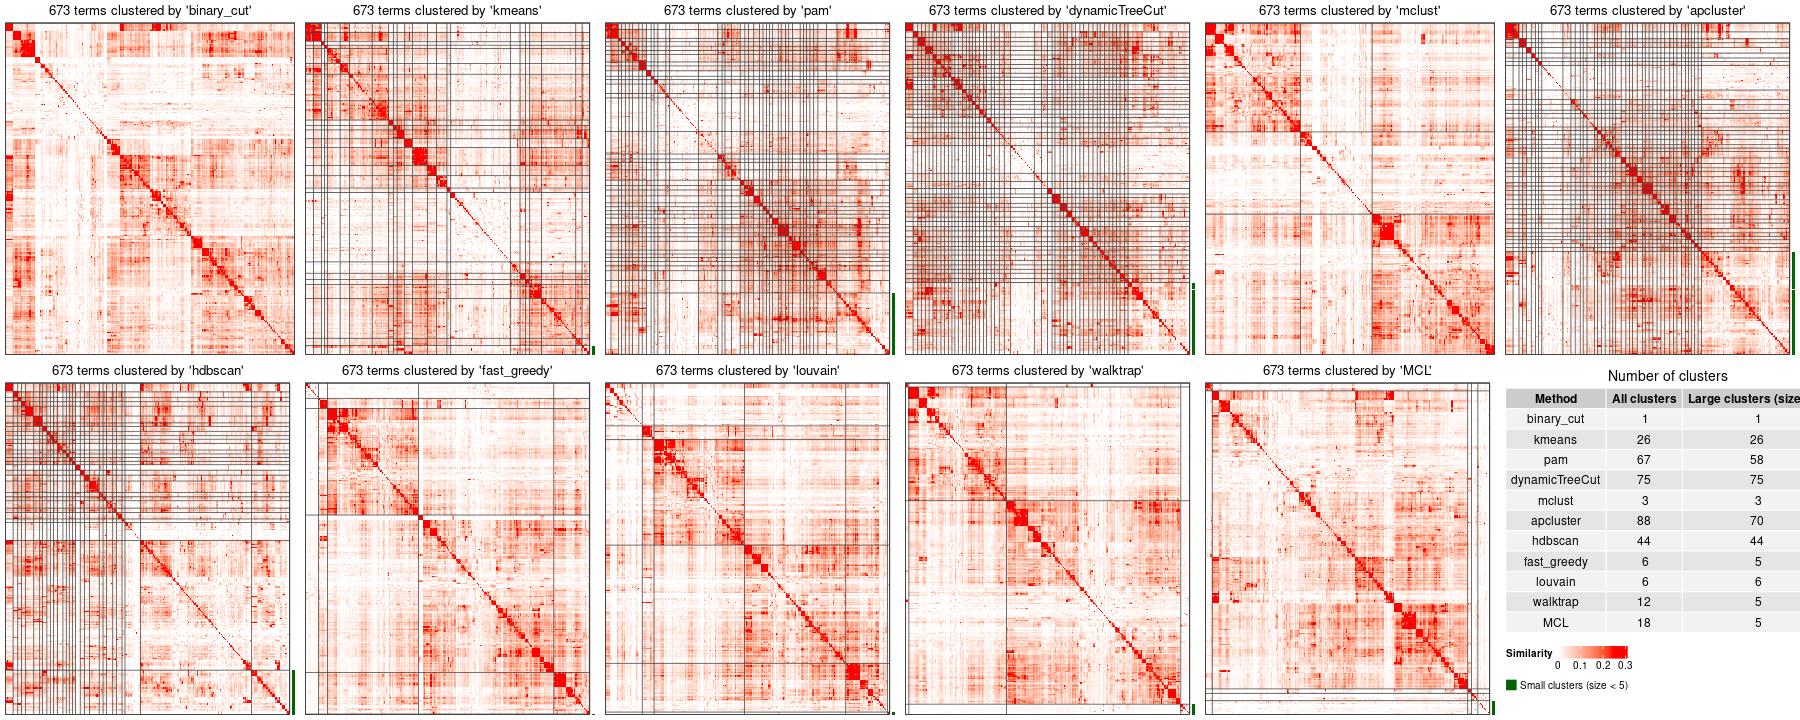 673 terms clustered by 'binary_cut'
673 terms clustered by 'kmeans'
673 terms clustered by 'pam'
673 terms clustered by 'dynamicTreeCut'
673 terms clustered by 'mclust'
673 terms clustered by 'apcluster'
673 terms clustered by 'hdbscan'
673 terms clustered by 'fast_greedy'
673 terms clustered by 'louvain'
673 terms clustered by 'walktrap'
673 terms clustered by 'MCL'
Number of clusters
Method All clusters Large clusters (size
binary_cut 1 1
kmeans 26 26
pam 67 58
dynamicTreeCut 75 75
mclust 3 3
apcluster 88 70
hdbscan 44 44
fast_greedy 6 5
louvain 6 6
walktrap 12 5
MCL 18 5
Similarity
0 0.1 0.2 0.3
Small clusters (size < 5)